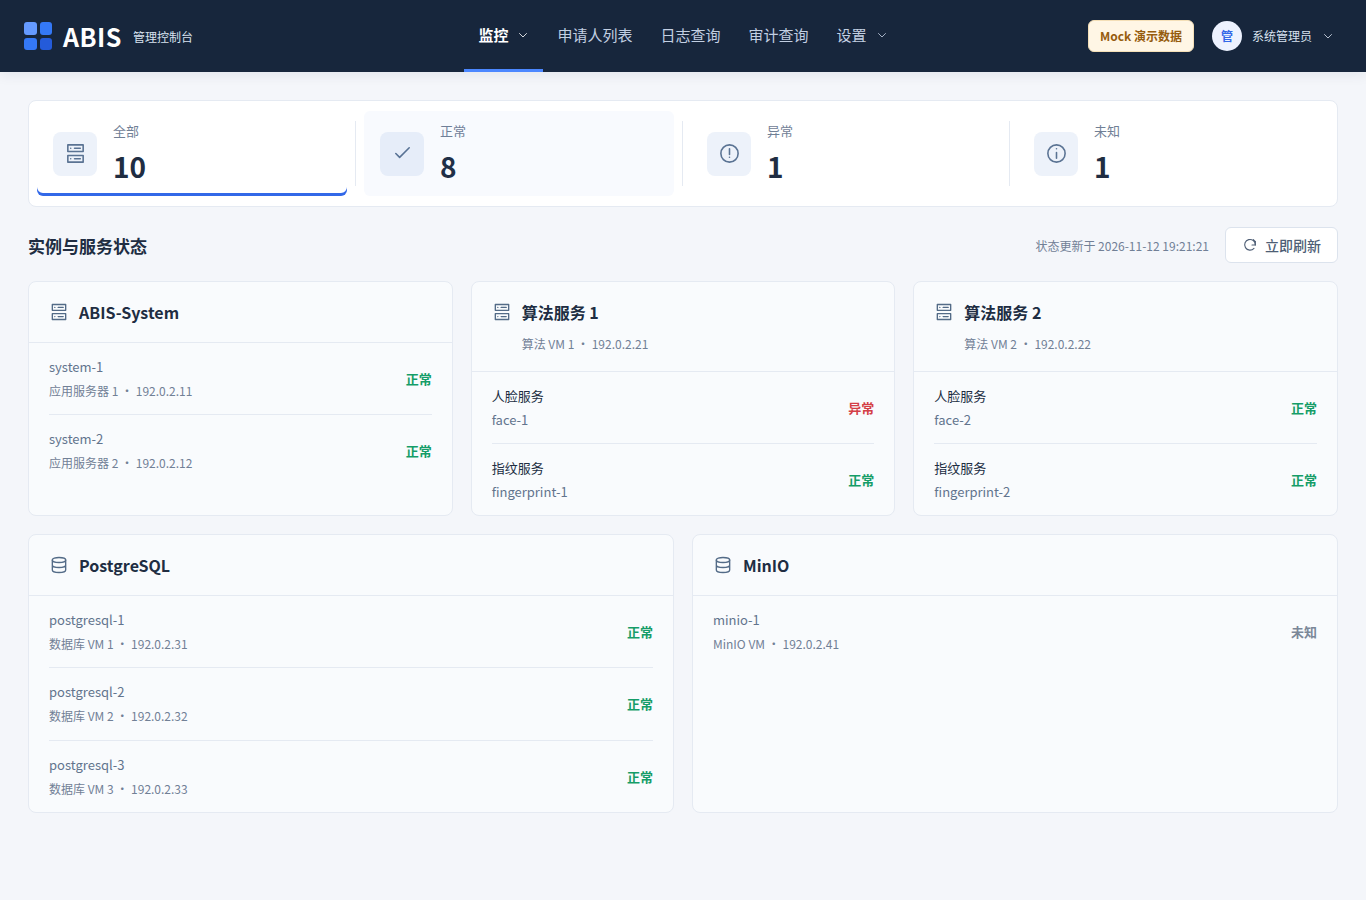 ABIS 管理控制台
监控 申请人列表 日志查询 审计查询 设置
Mock 演示数据
管 系统管理员
全部
10
正常
8
异常
1
未知
1
实例与服务状态
状态更新于 2026-11-12 19:21:21
立即刷新
ABIS-System
system-1
应用服务器 1 · 192.0.2.11
正常
system-2
应用服务器 2 · 192.0.2.12
正常
算法服务 1
算法 VM 1 · 192.0.2.21
人脸服务
face-1
异常
指纹服务
fingerprint-1
正常
算法服务 2
算法 VM 2 · 192.0.2.22
人脸服务
face-2
正常
指纹服务
fingerprint-2
正常
PostgreSQL
postgresql-1
数据库 VM 1 · 192.0.2.31
正常
postgresql-2
数据库 VM 2 · 192.0.2.32
正常
postgresql-3
数据库 VM 3 · 192.0.2.33
正常
MinIO
minio-1
MinIO VM · 192.0.2.41
未知